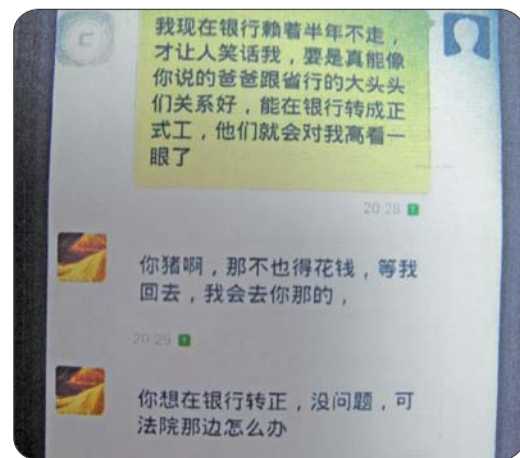 我现在银行赖着半年不走，
才让人笑话我，要是真能像
你说的爸爸跟省行的大头头
们关系好，能在银行转成正
式工，他们就会对我高看一
眼了
20:28
你猪啊，那不也得花钱，等我
回去，我会去你那的，
20:29
你想在银行转正，没问题，可
法院那边怎么办